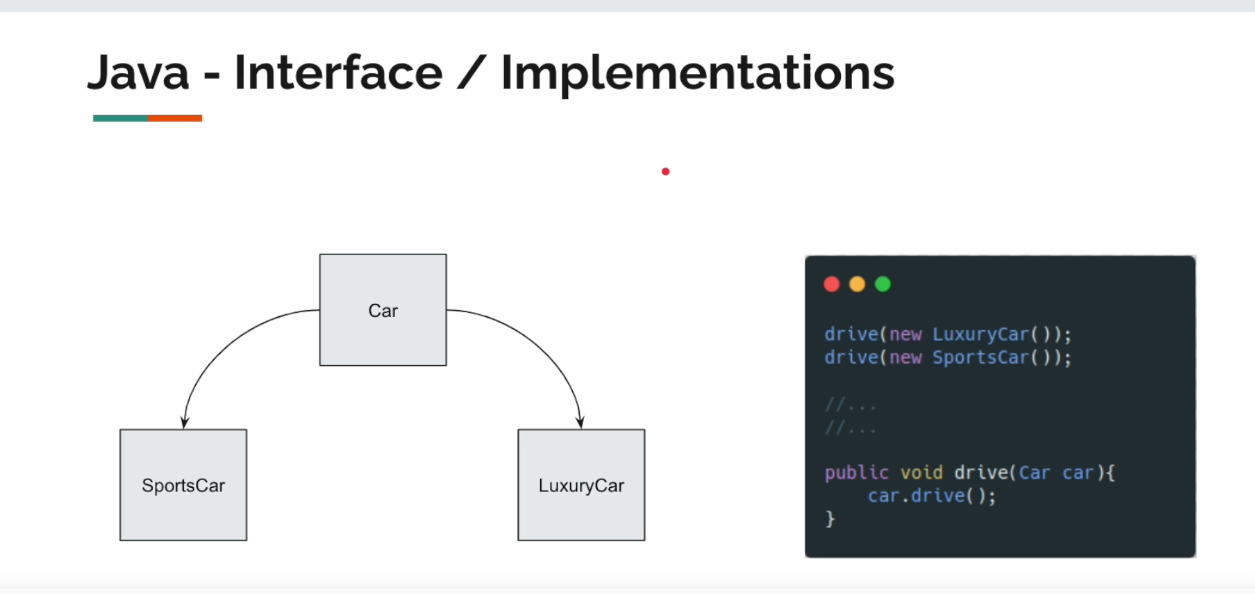 Java - Interface / Implementations
Car
SportsCar
LuxuryCar
drive(new LuxuryCar());
drive(new SportsCar());
//...
//...
public void drive(Car car){
    car.drive();
}